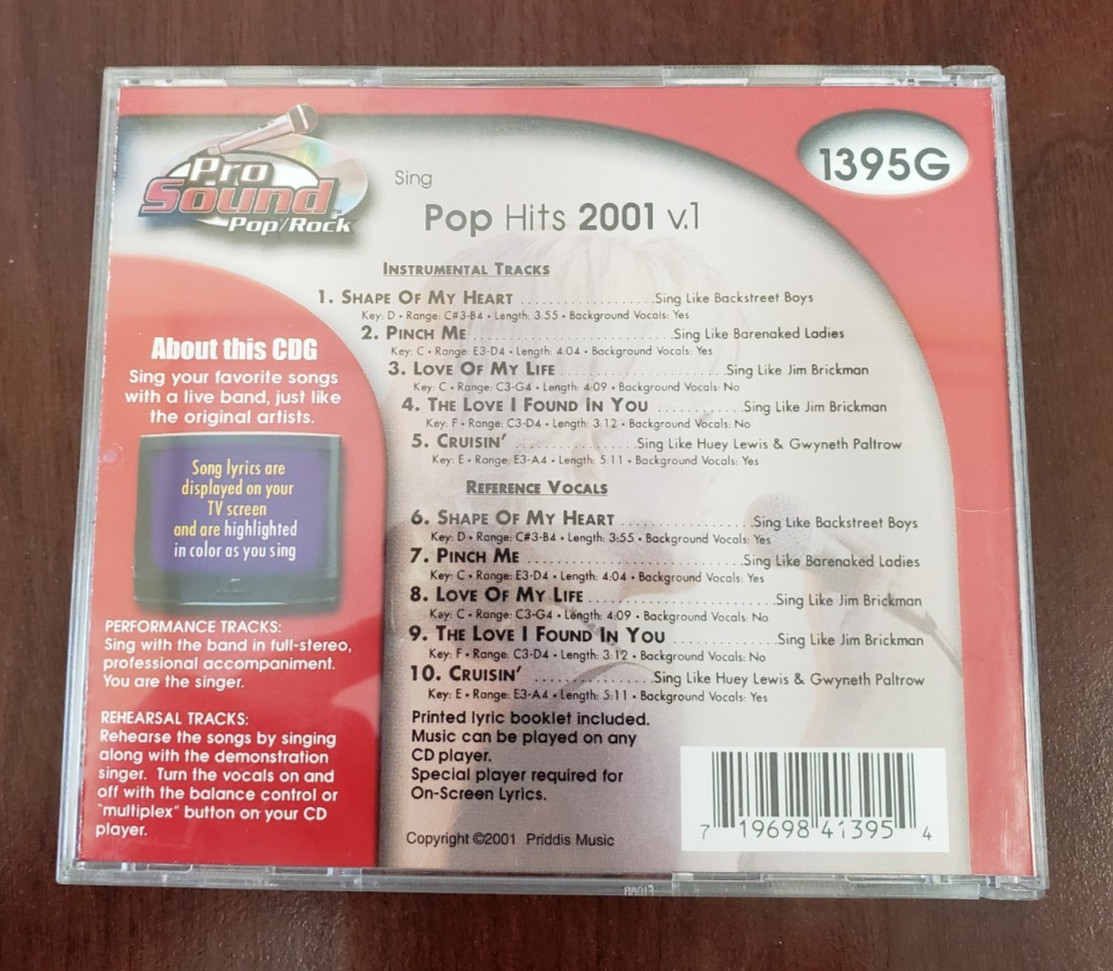 Pro
Sound™
Pop/Rock
1395G
Sing
Pop Hits 2001 v.1
INSTRUMENTAL TRACKS
1. SHAPE OF MY HEART ....................Sing Like Backstreet Boys
Key: D • Range: C#3-B4 • Length: 3:55 • Background Vocals: Yes
2. PINCH ME ................................Sing Like Barenaked Ladies
Key: C • Range: E3-D4 • Length: 4:04 • Background Vocals: Yes
3. LOVE OF MY LIFE ..........................Sing Like Jim Brickman
Key: C • Range: C3-G4 • Length: 4:09 • Background Vocals: No
4. THE LOVE I FOUND IN YOU .............Sing Like Jim Brickman
Key: F • Range: C3-D4 • Length: 3:12 • Background Vocals: No
5. CRUISIN' ..................Sing Like Huey Lewis & Gwyneth Paltrow
Key: E • Range: E3-A4 • Length: 5:11 • Background Vocals: Yes
REFERENCE VOCALS
6. SHAPE OF MY HEART ....................Sing Like Backstreet Boys
Key: D • Range: C#3-B4 • Length: 3:55 • Background Vocals: Yes
7. PINCH ME ................................Sing Like Barenaked Ladies
Key: C • Range: E3-D4 • Length: 4:04 • Background Vocals: Yes
8. LOVE OF MY LIFE ............................Sing Like Jim Brickman
Key: C • Range: C3-G4 • Length: 4:09 • Background Vocals: No
9. THE LOVE I FOUND IN YOU ...............Sing Like Jim Brickman
Key: F • Range: C3-D4 • Length: 3:12 • Background Vocals: No
10. CRUISIN' .................Sing Like Huey Lewis & Gwyneth Paltrow
Key: E • Range: E3-A4 • Length: 5:11 • Background Vocals: Yes
Printed lyric booklet included.
Music can be played on any
CD player.
Special player required for
On-Screen Lyrics.
Copyright ©2001 Priddis Music
About this CDG
Sing your favorite songs
with a live band, just like
the original artists.
Song lyrics are
displayed on your
TV screen
and are highlighted
in color as you sing
PERFORMANCE TRACKS:
Sing with the band in full-stereo,
professional accompaniment.
You are the singer.
REHEARSAL TRACKS:
Rehearse the songs by singing
along with the demonstration
singer. Turn the vocals on and
off with the balance control or
"multiplex" button on your CD
player.
7 19698 41395 4